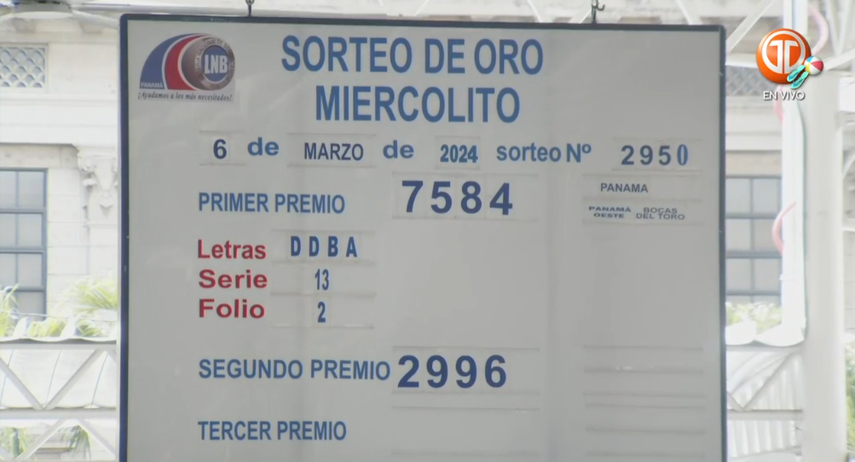 LNB
PANAMÁ
¡Ayudamos a los más necesitados!
SORTEO DE ORO
MIERCOLITO
EN VIVO
6 de MARZO de 2024 sorteo Nº 2950
PRIMER PREMIO 7584 PANAMA
PANAMÁ OESTE BOCAS DEL TORO
Letras DDBA
Serie 13
Folio 2
SEGUNDO PREMIO 2996
TERCER PREMIO